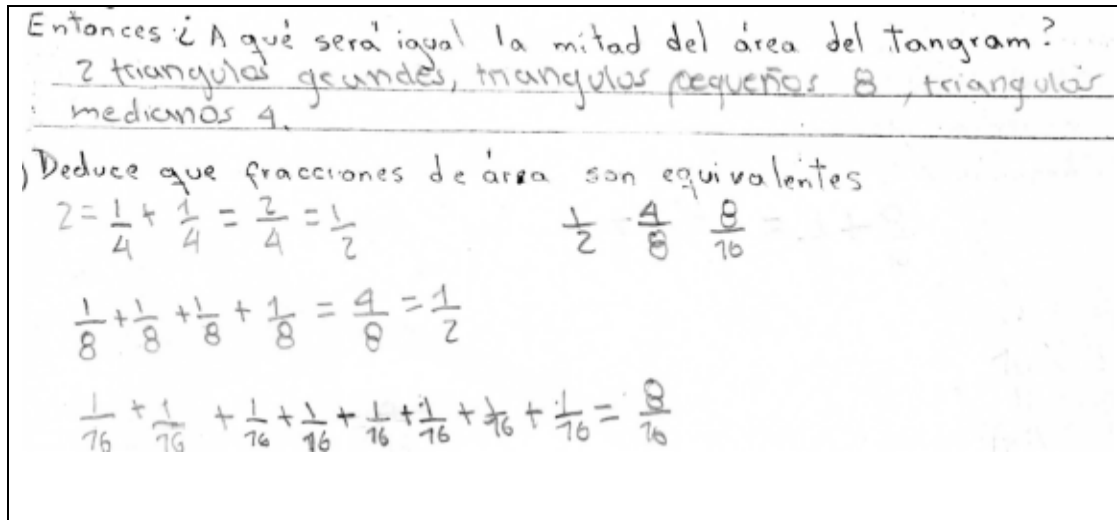 Entonces ¿A qué será igual la mitad del área del Tangram?
2 triangulos grandes, triangulos pequeños 8, triangulos
medianos 4.
) Deduce que fracciones de área son equivalentes
2 = 1/4 + 1/4 = 2/4 = 1/2    1/2  4/8  8/16
1/8 + 1/8 + 1/8 + 1/8 = 4/8 = 1/2
1/16 + 1/16 + 1/16 + 1/16 + 1/16 + 1/16 + 1/16 + 1/16 = 8/16